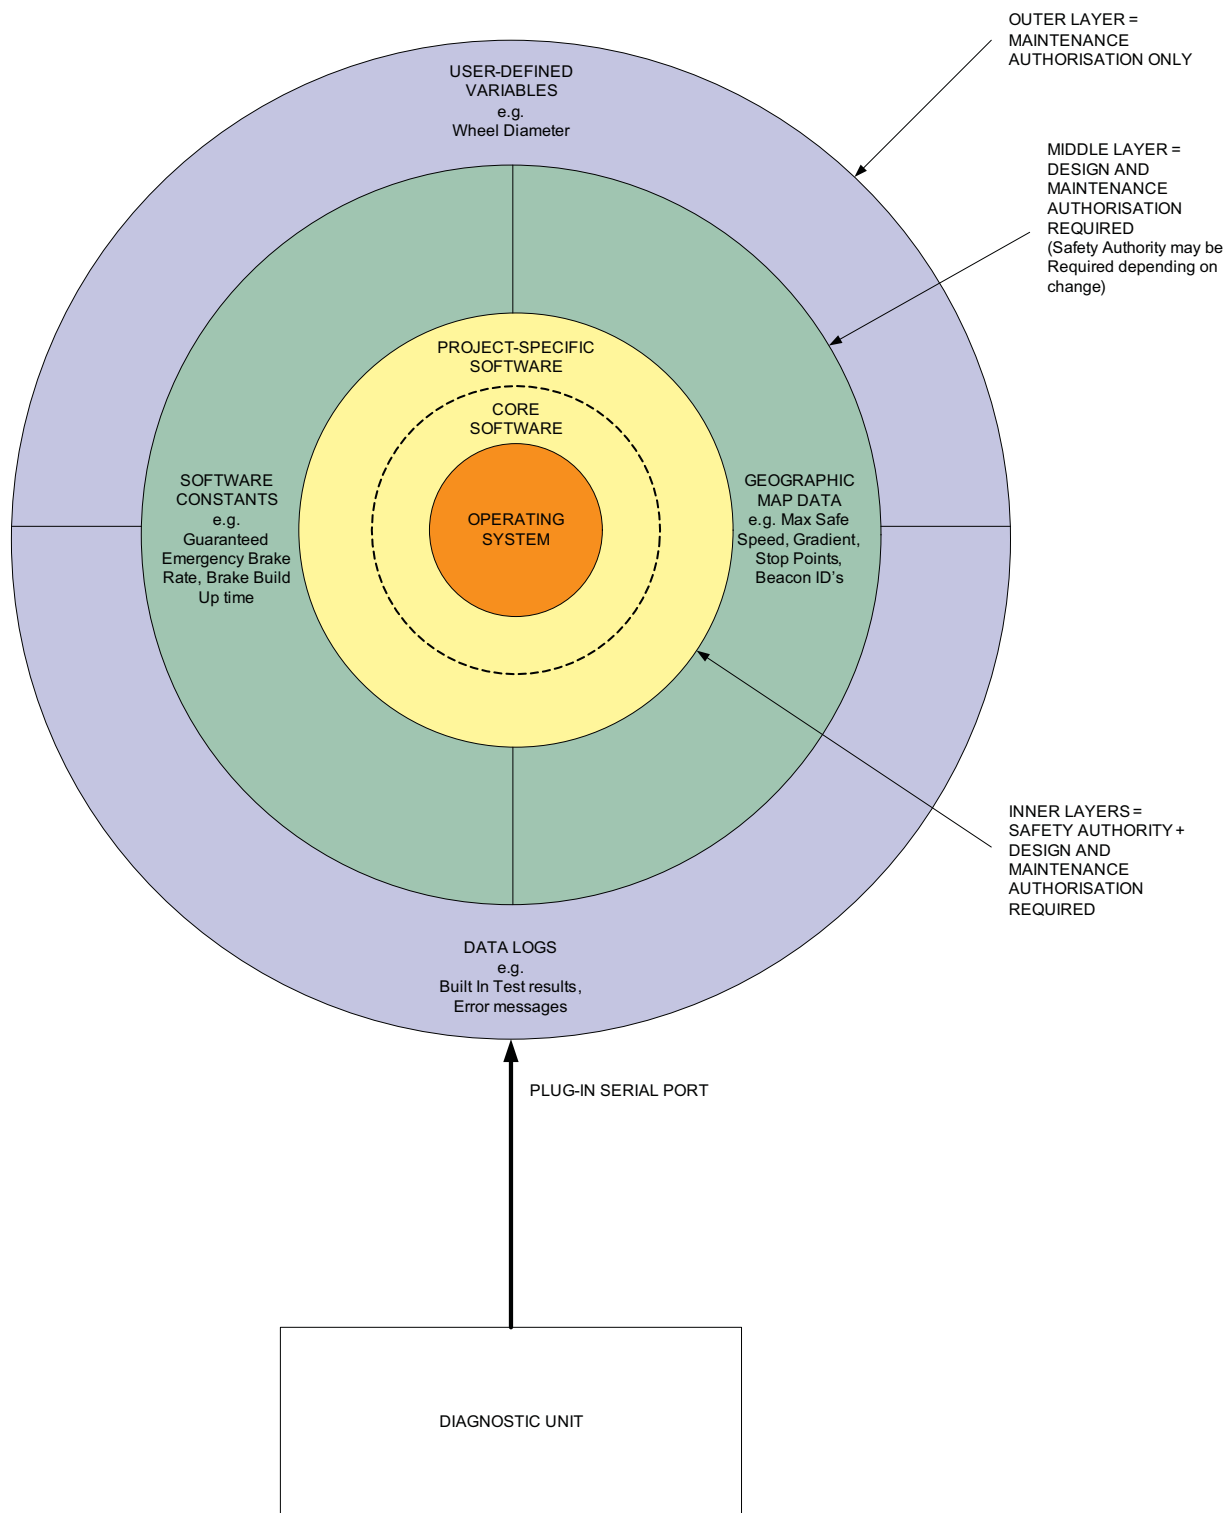 OUTER LAYER =
MAINTENANCE
AUTHORISATION ONLY
USER-DEFINED
VARIABLES
e.g.
Wheel Diameter
MIDDLE LAYER =
DESIGN AND
MAINTENANCE
AUTHORISATION
REQUIRED
(Safety Authority may be
Required depending on
change)
PROJECT-SPECIFIC
SOFTWARE
CORE
SOFTWARE
SOFTWARE
CONSTANTS
e.g.
Guaranteed
Emergency Brake
Rate, Brake Build
Up time
OPERATING
SYSTEM
GEOGRAPHIC
MAP DATA
e.g. Max Safe
Speed, Gradient,
Stop Points,
Beacon ID's
INNER LAYERS =
SAFETY AUTHORITY +
DESIGN AND
MAINTENANCE
AUTHORISATION
REQUIRED
DATA LOGS
e.g.
Built In Test results,
Error messages
PLUG-IN SERIAL PORT
DIAGNOSTIC UNIT